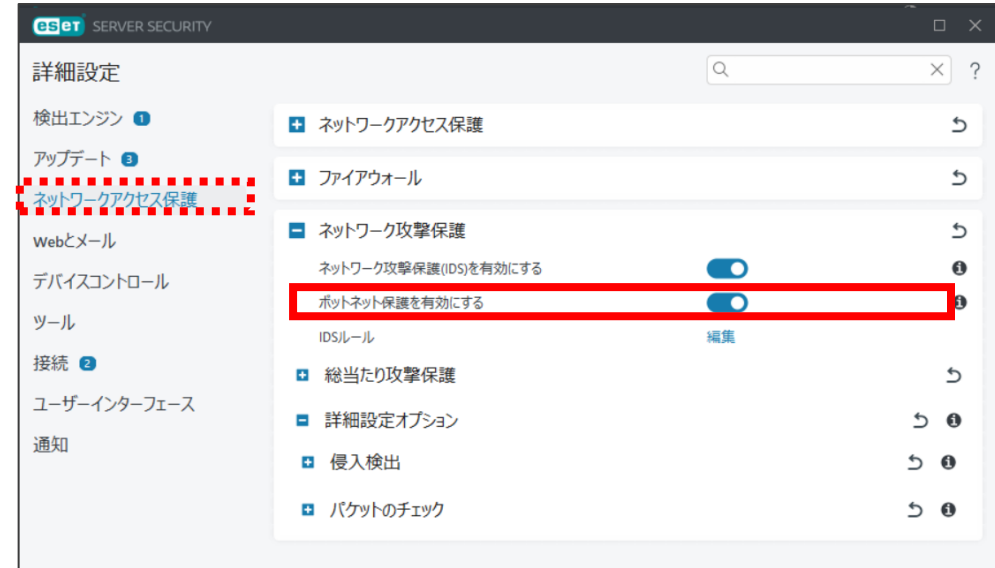 eset SERVER SECURITY
詳細設定
?
検出エンジン 1
アップデート 3
ネットワークアクセス保護
Webとメール
デバイスコントロール
ツール
接続 2
ユーザーインターフェース
通知
ネットワークアクセス保護
ファイアウォール
ネットワーク攻撃保護
ネットワーク攻撃保護(IDS)を有効にする
ボットネット保護を有効にする
IDSルール 編集
総当たり攻撃保護
詳細設定オプション
侵入検出
パケットのチェック